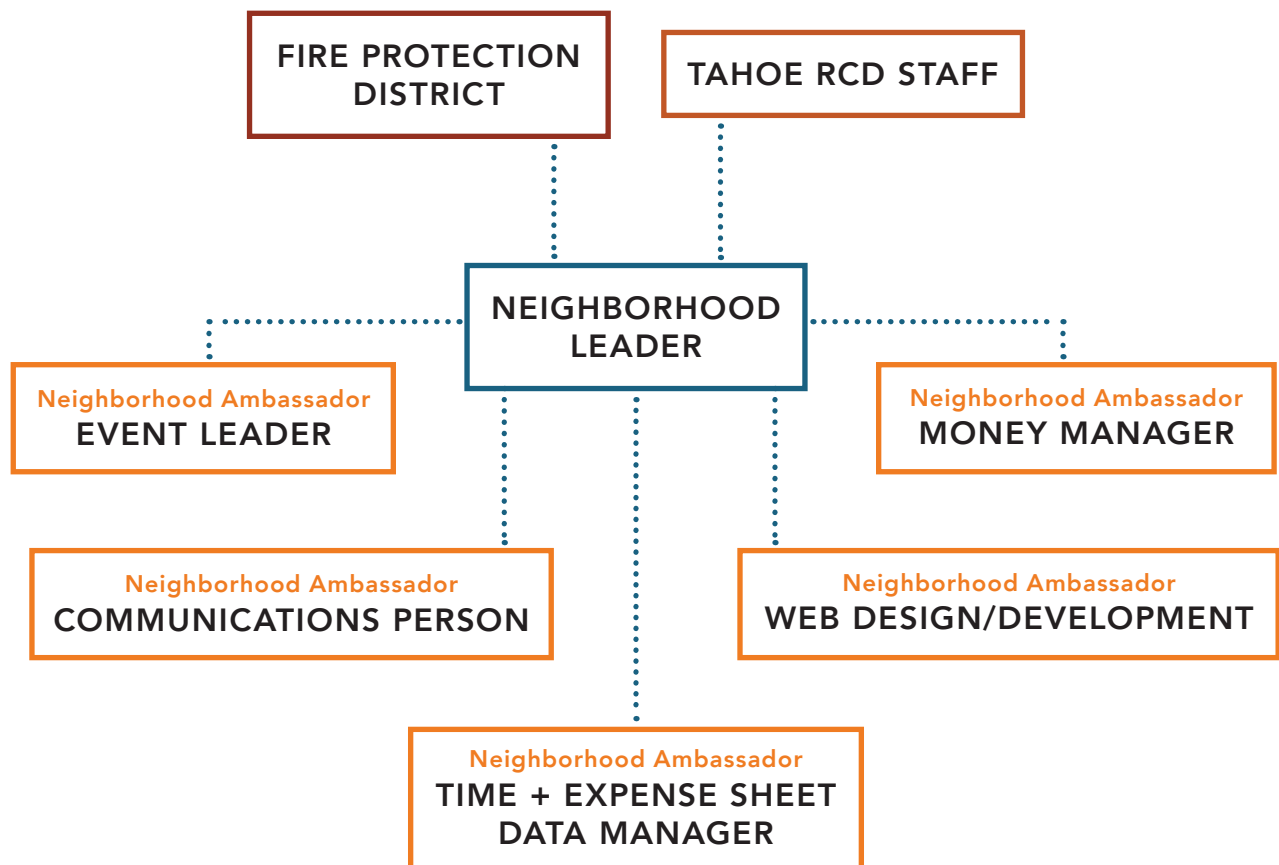 FIRE PROTECTION
DISTRICT
TAHOE RCD STAFF
NEIGHBORHOOD
LEADER
Neighborhood Ambassador
EVENT LEADER
Neighborhood Ambassador
MONEY MANAGER
Neighborhood Ambassador
COMMUNICATIONS PERSON
Neighborhood Ambassador
WEB DESIGN/DEVELOPMENT
Neighborhood Ambassador
TIME + EXPENSE SHEET
DATA MANAGER